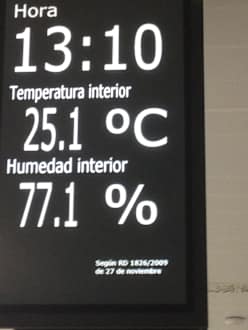 Hora
13:10
Temperatura interior
25.1 ºC
Humedad interior
77.1 %
Según RD 1826/2009
de 27 de noviembre